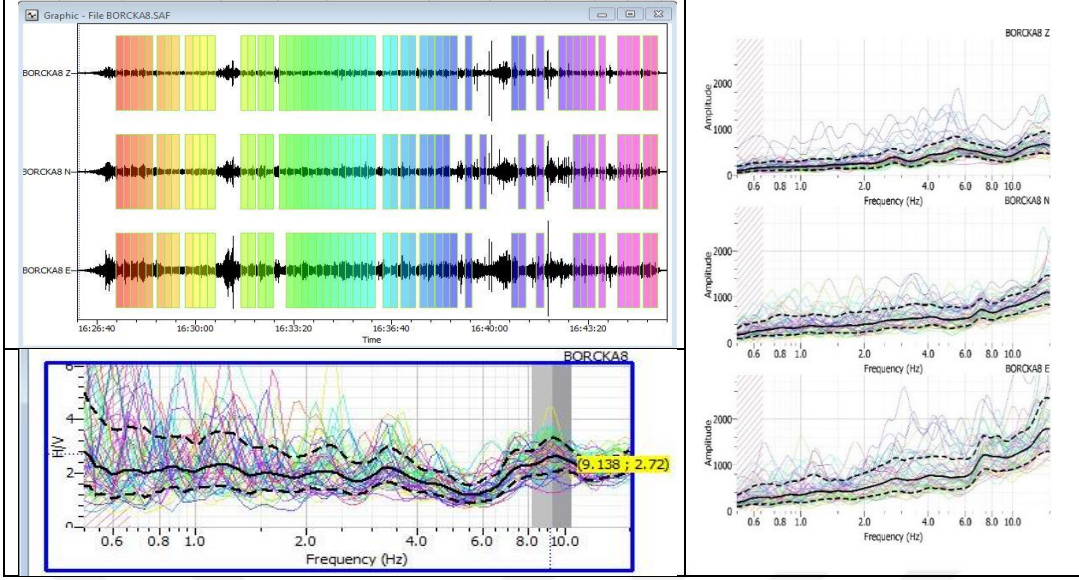 Graphic - File BORCKA8.SAF
BORCKA8 Z
BORCKA8 N
BORCKA8 E
16:26:40 16:30:00 16:33:20 16:36:40 16:40:00 16:43:20
Time
BORCKA8
6
4
H/V
2
0
(9.138 ; 2.72)
0.6 0.8 1.0 2.0 4.0 6.0 8.0 10.0
Frequency (Hz)
BORCKA8 Z
2000
Amplitude
1000
0
0.6 0.8 1.0 2.0 4.0 6.0 8.0 10.0
Frequency (Hz)
BORCKA8 N
2000
Amplitude
1000
0
0.6 0.8 1.0 2.0 4.0 6.0 8.0 10.0
Frequency (Hz)
BORCKA8 E
2000
Amplitude
1000
0
0.6 0.8 1.0 2.0 4.0 6.0 8.0 10.0
Frequency (Hz)